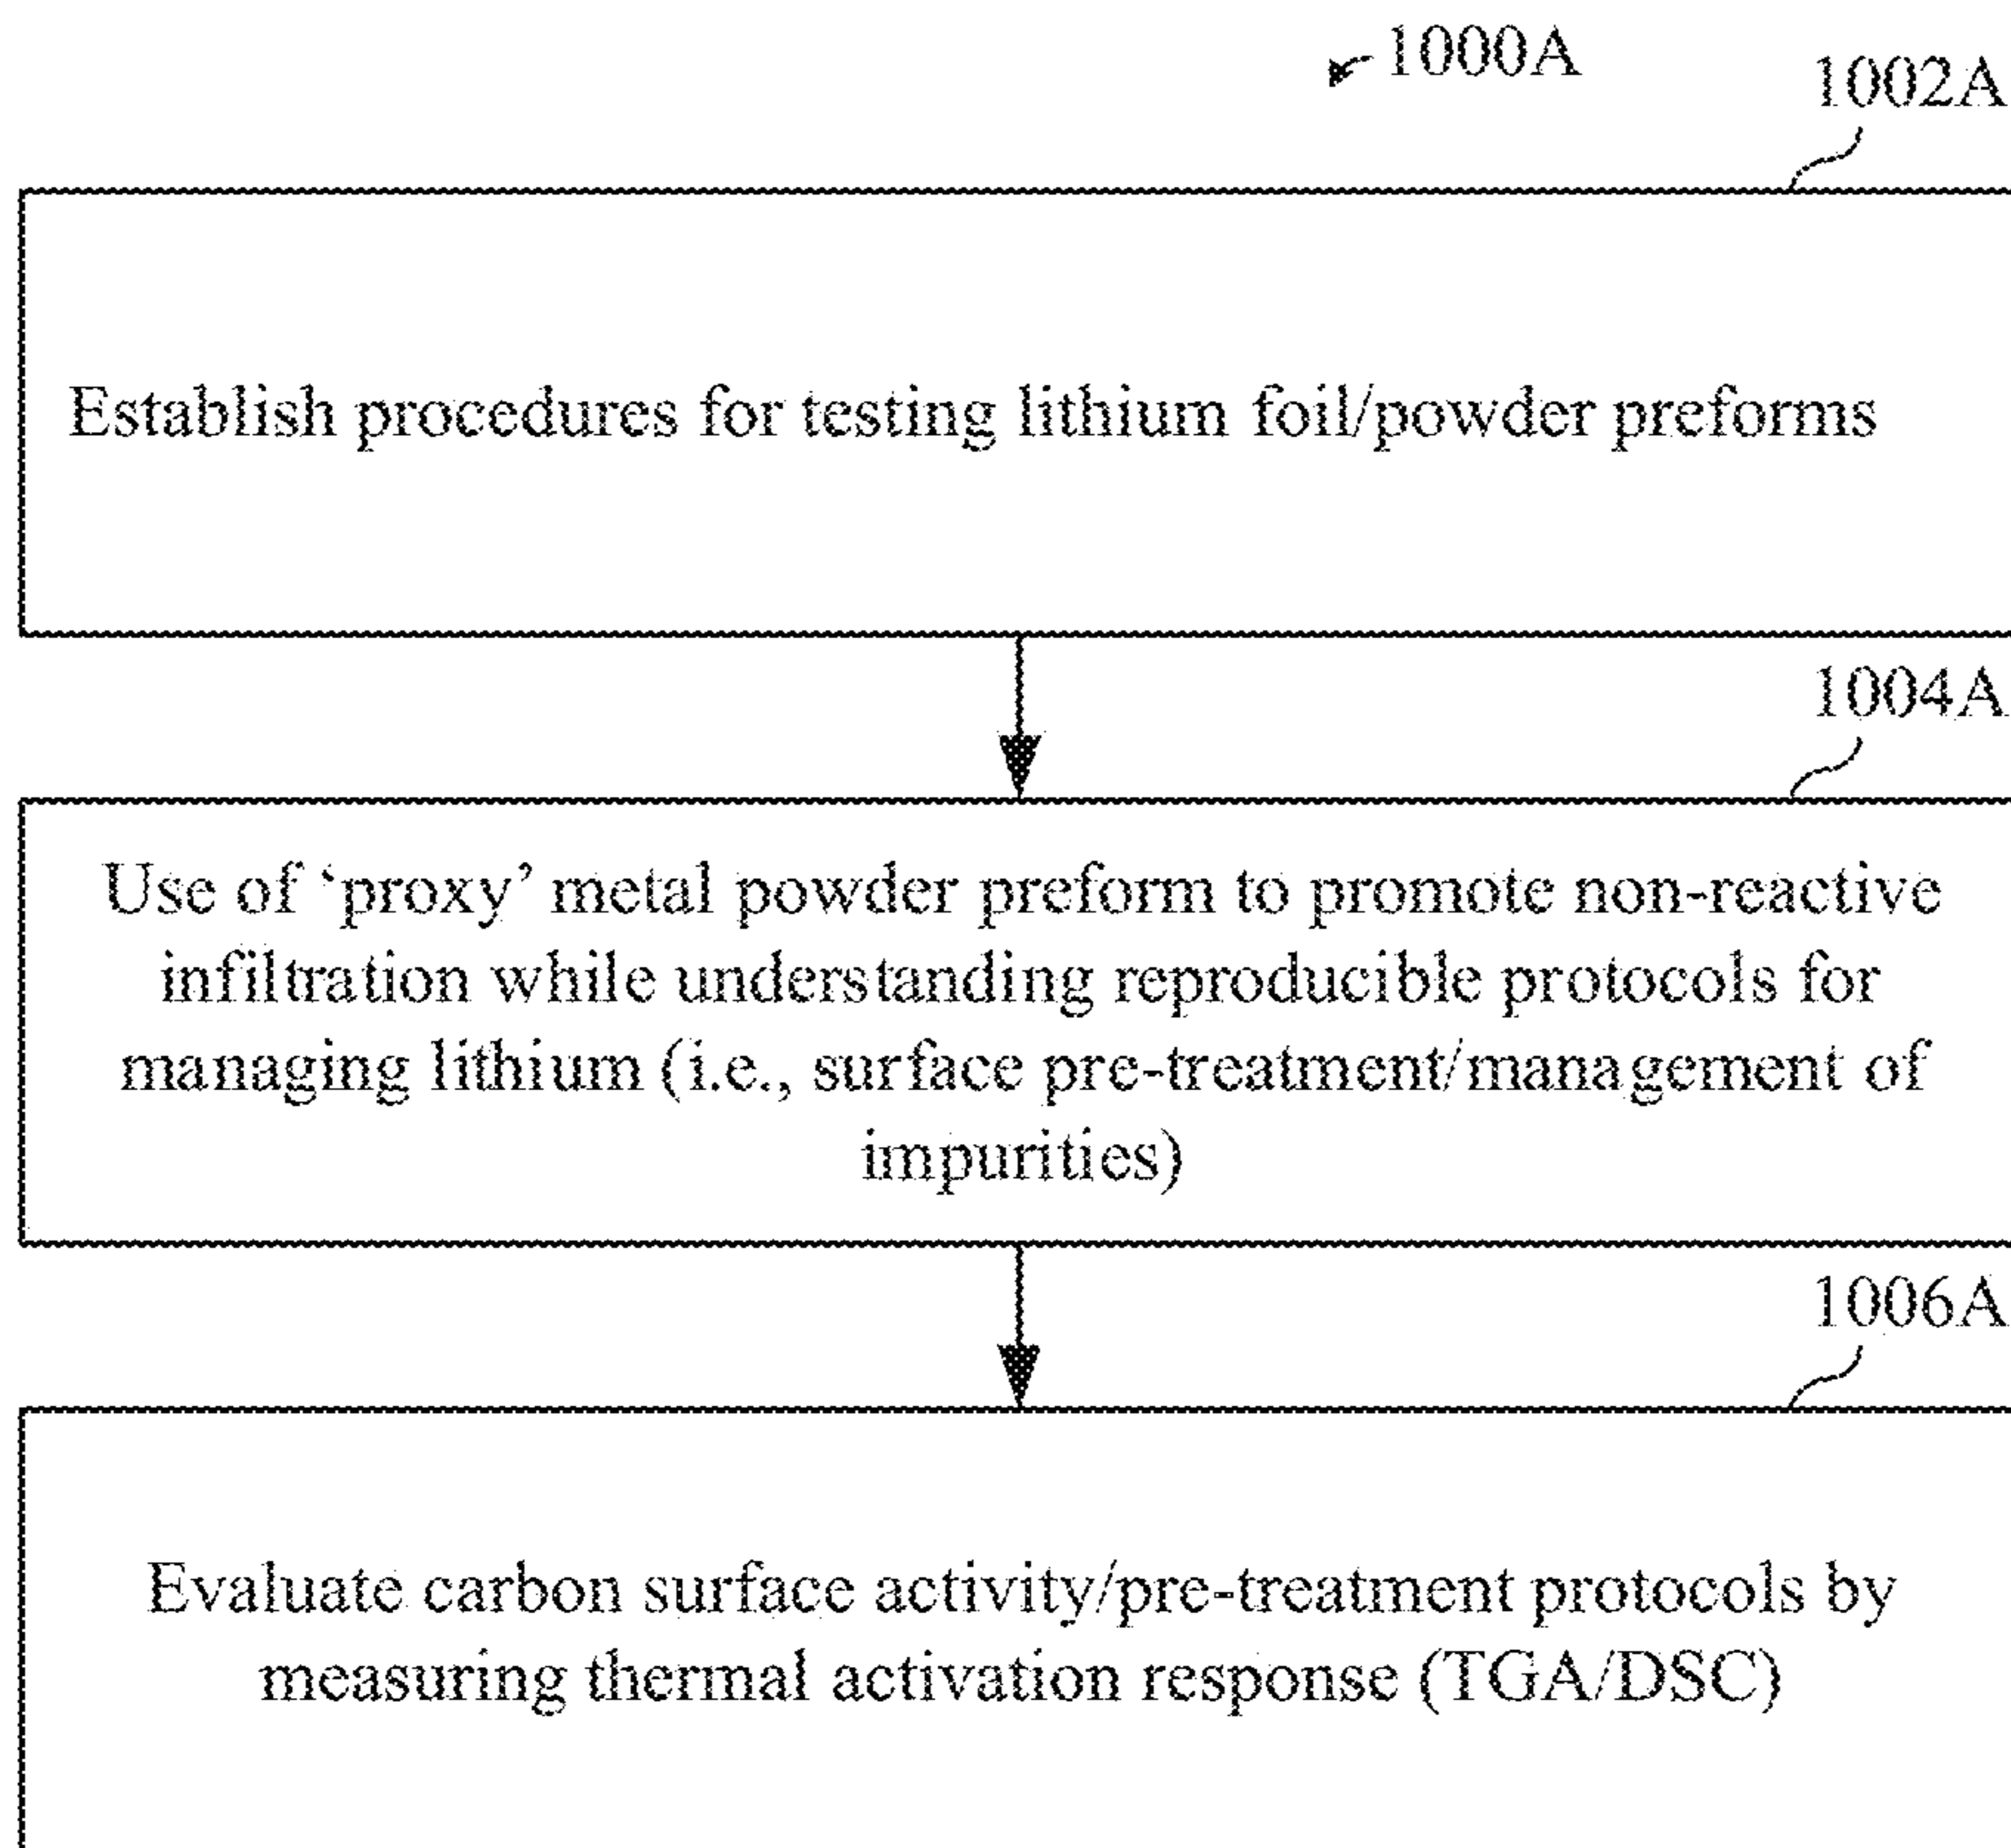 1000A
1002A
Establish procedures for testing lithium foil/powder preforms
1004A
Use of ‘proxy’ metal powder preform to promote non-reactive
infiltration while understanding reproducible protocols for
managing lithium (i.e., surface pre-treatment/management of
impurities)
1006A
Evaluate carbon surface activity/pre-treatment protocols by
measuring thermal activation response (TGA/DSC)